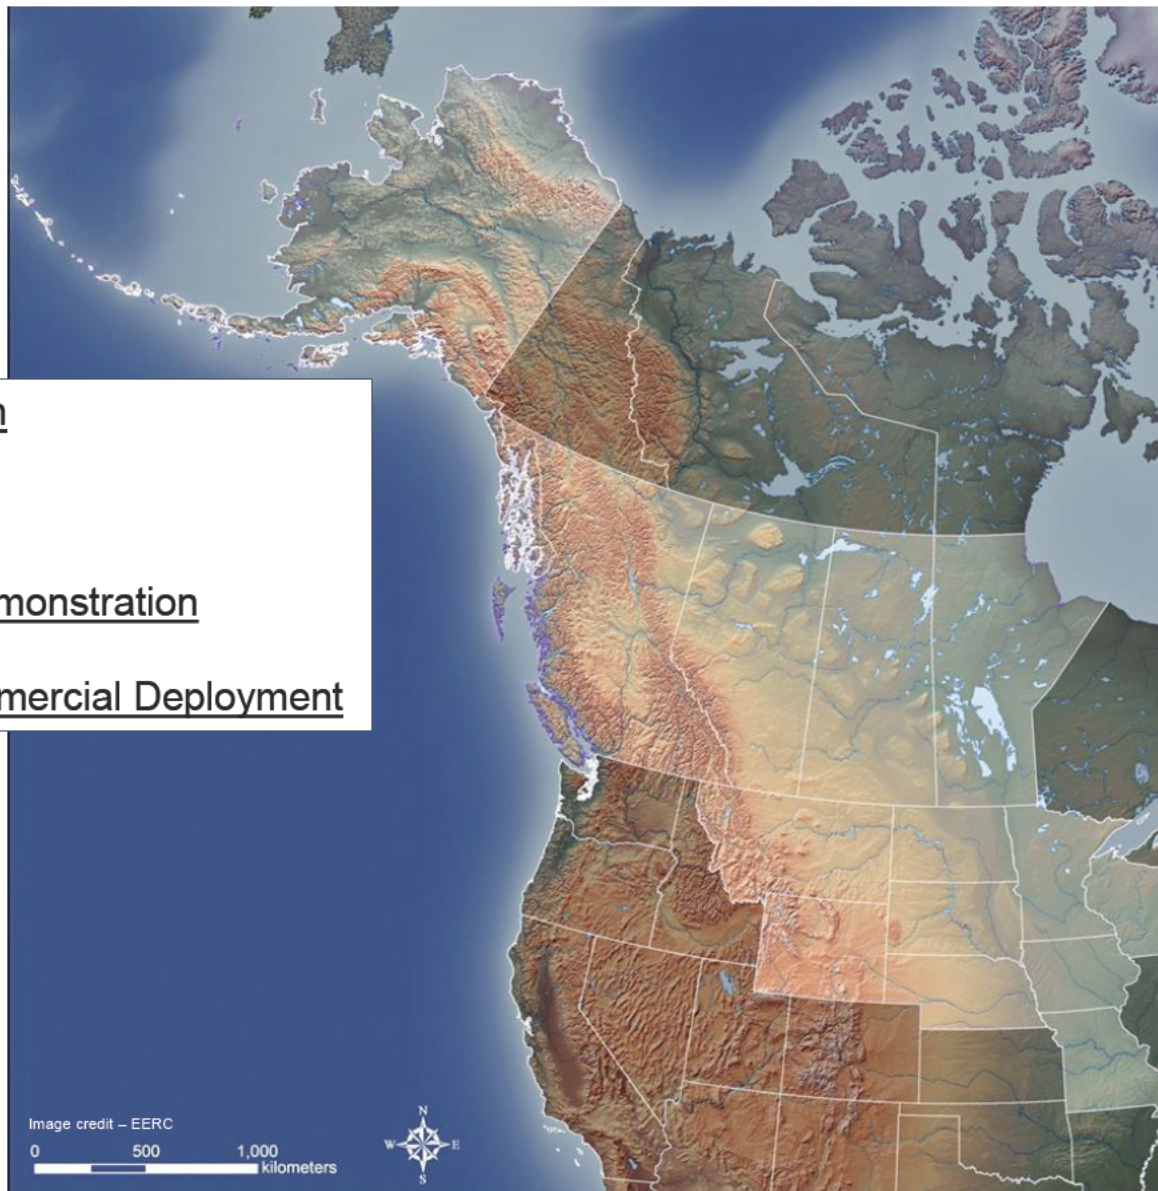 n
monstration
mercial Deployment
Image credit – EERC
N
W E
S
0 500 1,000
kilometers